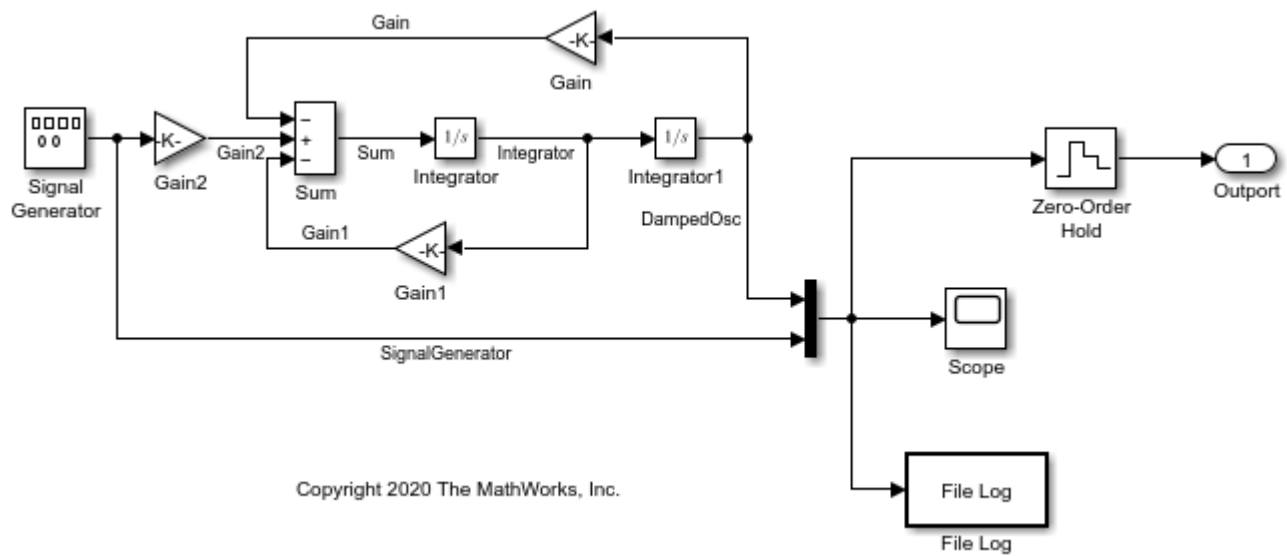 Gain
-K-
Gain
Signal
Generator
-K-
Gain2
Gain2
−
+
−
Sum
Sum
1/s
Integrator
Integrator
1/s
Integrator1
DampedOsc
Gain1
-K-
Gain1
SignalGenerator
Zero-Order
Hold
1
Outport
Scope
File Log
File Log
Copyright 2020 The MathWorks, Inc.